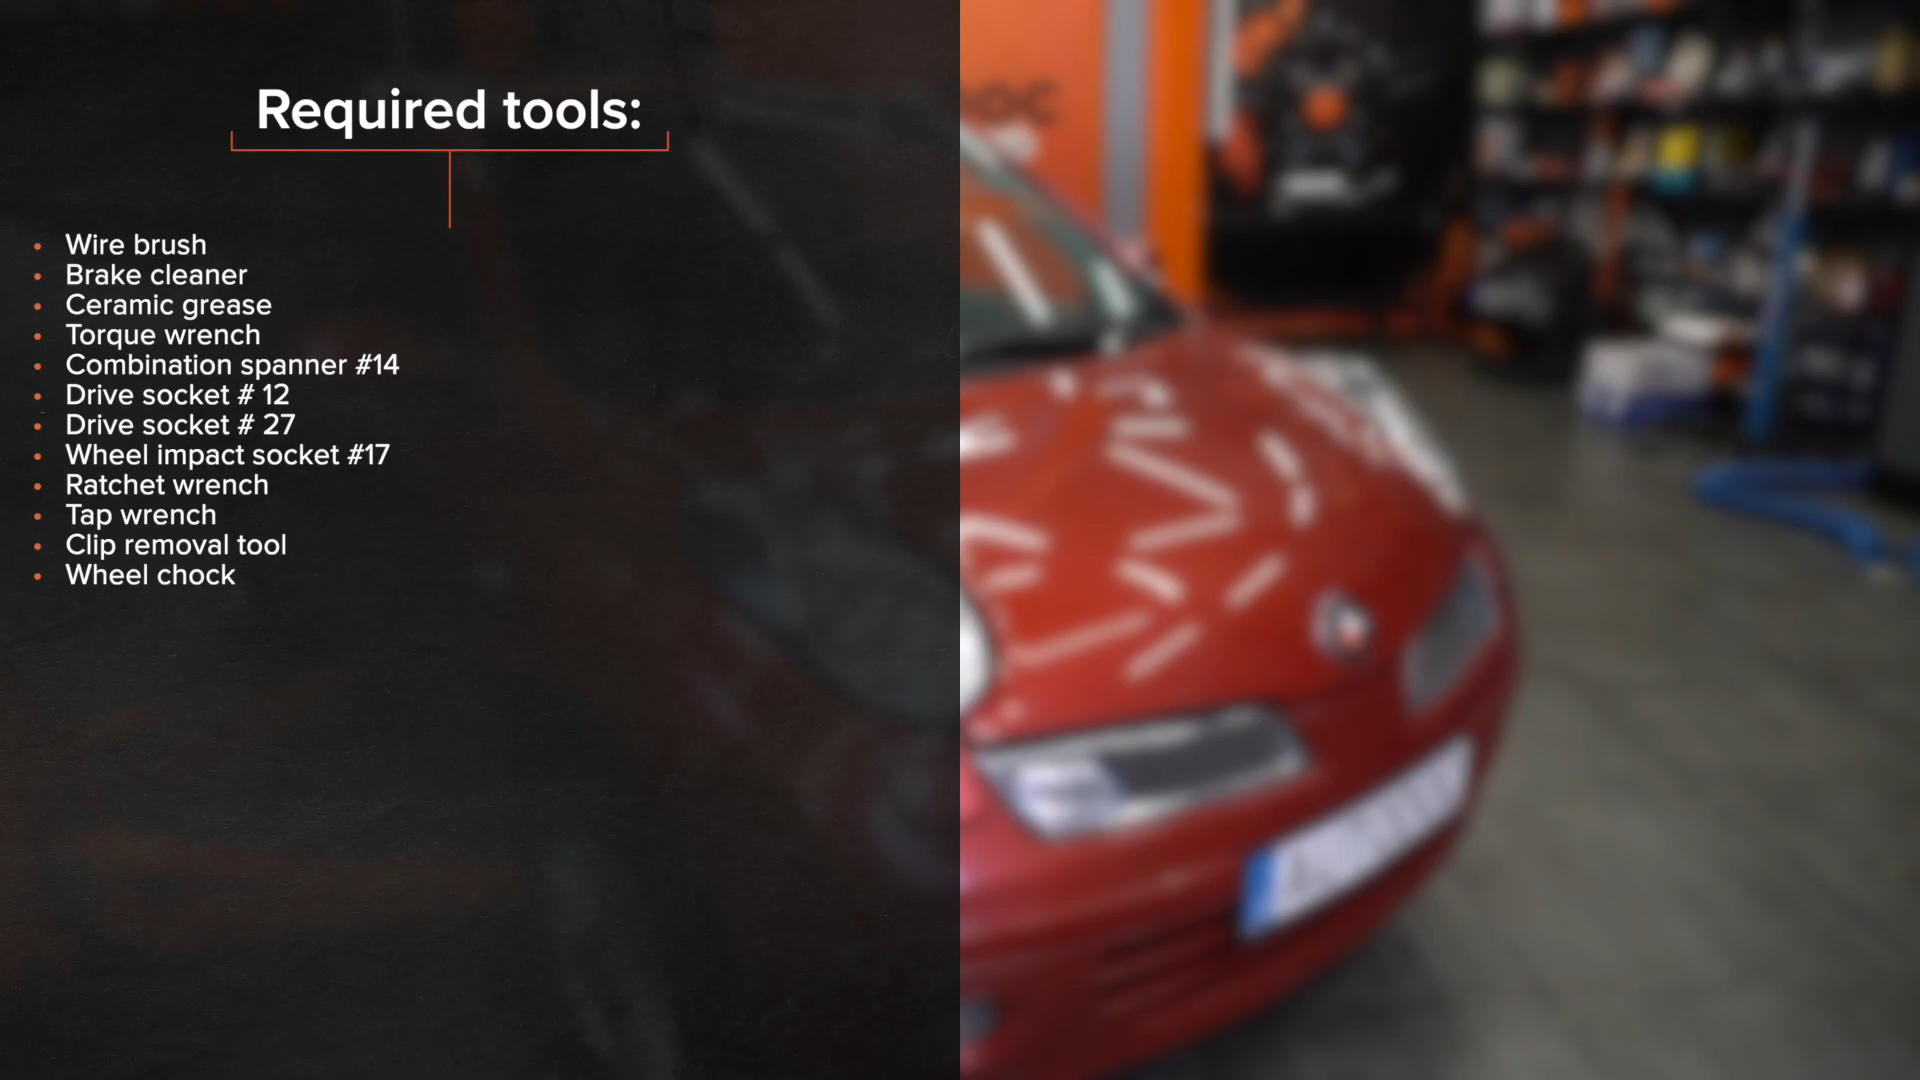 Required tools:
Wire brush
Brake cleaner
Ceramic grease
Torque wrench
Combination spanner #14
Drive socket # 12
Drive socket # 27
Wheel impact socket #17
Ratchet wrench
Tap wrench
Clip removal tool
Wheel chock